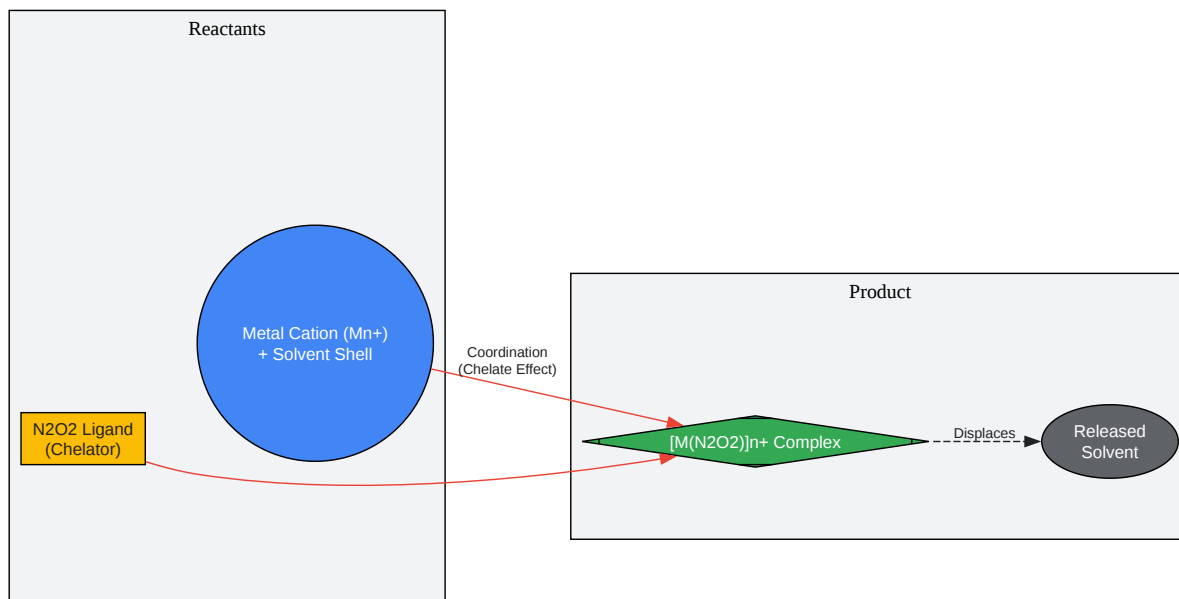 Reactants
Metal Cation (Mn+)
+ Solvent Shell
N2O2 Ligand
(Chelator)
Coordination
(Chelate Effect)
Product
[M(N2O2)]n+ Complex
Displaces
Released
Solvent